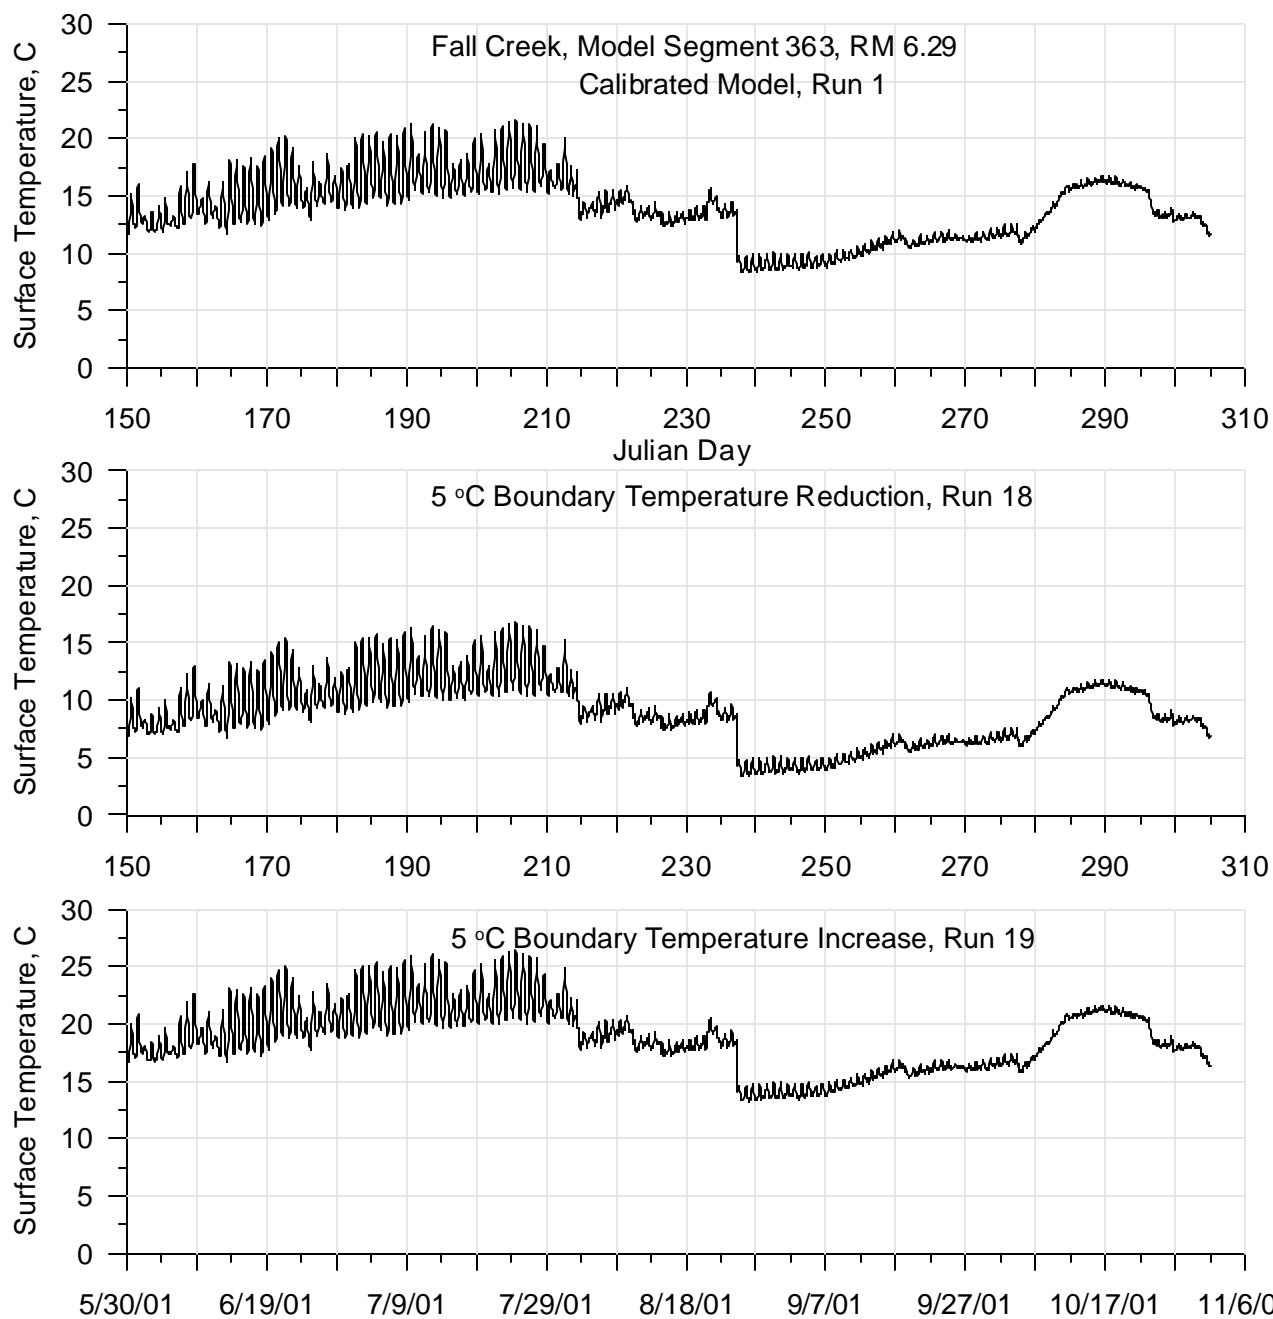 Fall Creek, Model Segment 363, RM 6.29
Calibrated Model, Run 1
Surface Temperature, C
30
25
20
15
10
5
0
150 170 190 210 230 250 270 290 310
Julian Day
5 ºC Boundary Temperature Reduction, Run 18
Surface Temperature, C
30
25
20
15
10
5
0
150 170 190 210 230 250 270 290 310
5 ºC Boundary Temperature Increase, Run 19
Surface Temperature, C
30
25
20
15
10
5
0
5/30/01 6/19/01 7/9/01 7/29/01 8/18/01 9/7/01 9/27/01 10/17/01 11/6/0